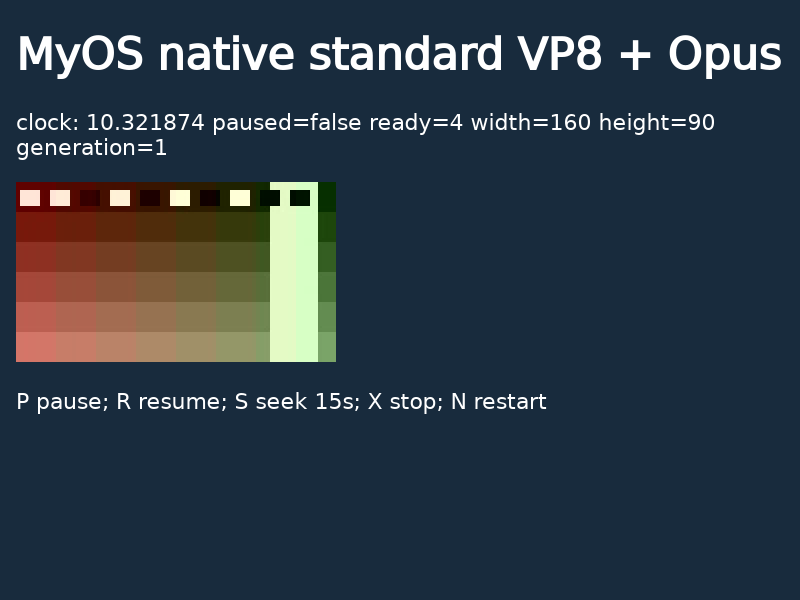 MyOS native standard VP8 + Opus
clock: 10.321874 paused=false ready=4 width=160 height=90
generation=1
P pause; R resume; S seek 15s; X stop; N restart